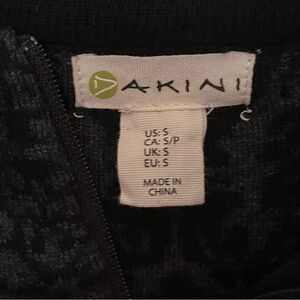 AKINI
US: S
CA: S/P
UK: S
EU: S
MADE IN
CHINA